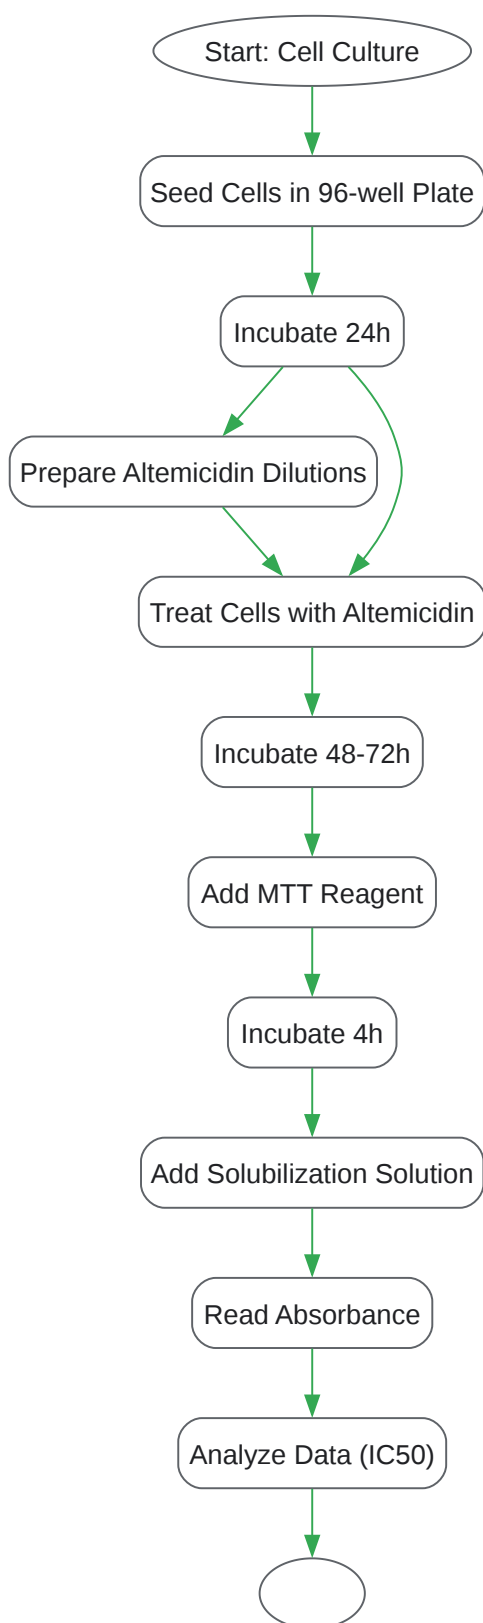 Start: Cell Culture
Seed Cells in 96-well Plate
Incubate 24h
Prepare Altemicidin Dilutions
Treat Cells with Altemicidin
Incubate 48-72h
Add MTT Reagent
Incubate 4h
Add Solubilization Solution
Read Absorbance
Analyze Data (IC50)